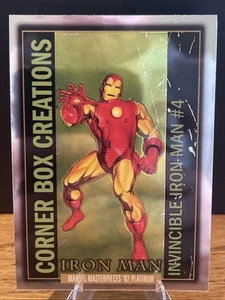 CORNER BOX CREATIONS
INVINCIBLE IRON MAN #4
IRON MAN
MARVEL MASTERPIECES '92 PLATINUM